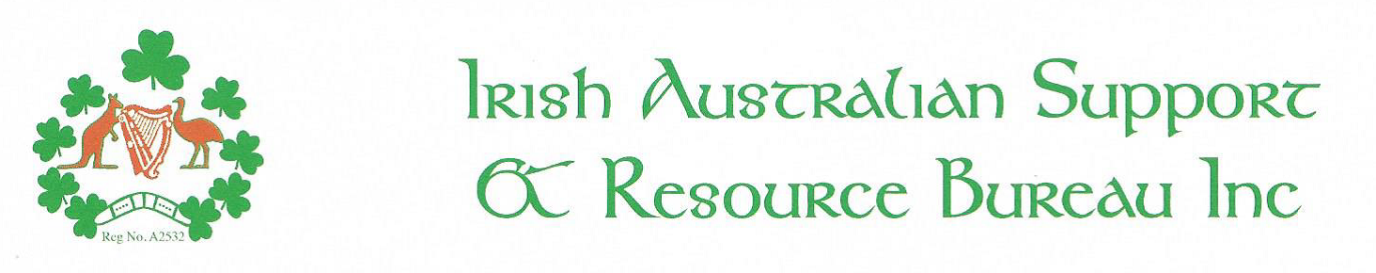 Irish Australian Support
& Resource Bureau Inc
Reg No. A2532